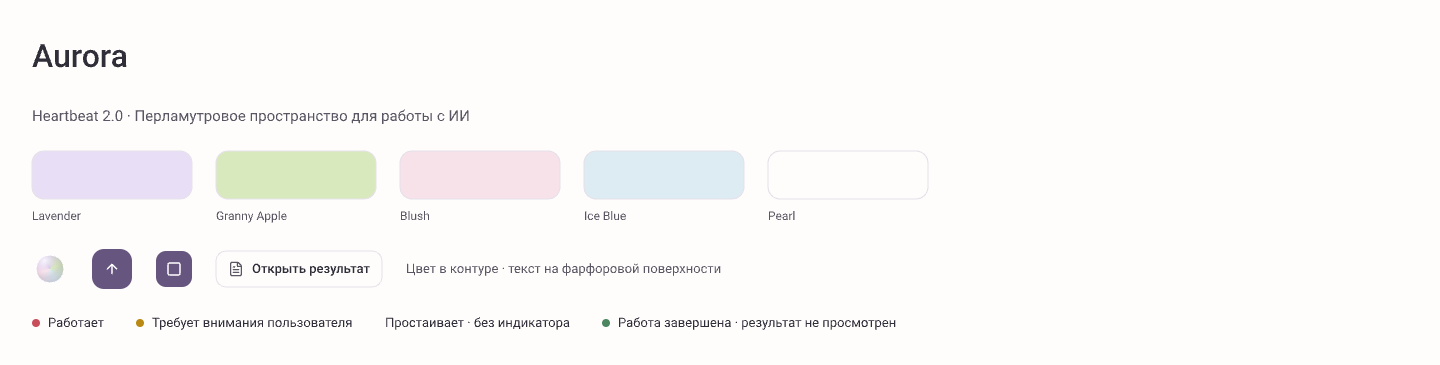 Aurora
Heartbeat 2.0 · Перламутровое пространство для работы с ИИ
Lavender
Granny Apple
Blush
Ice Blue
Pearl
Открыть результат
Цвет в контуре · текст на фарфоровой поверхности
Работает
Требует внимания пользователя
Простаивает · без индикатора
Работа завершена · результат не просмотрен